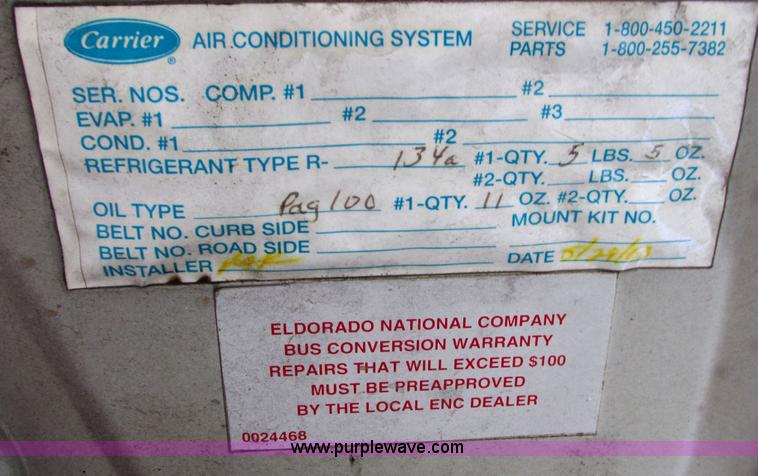 Carrier AIR CONDITIONING SYSTEM SERVICE 1-800-450-2211
PARTS 1-800-255-7382
SER. NOS. COMP. #1 #2
EVAP. #1 #2 #3
COND. #1 #2
REFRIGERANT TYPE R- 134a #1-QTY. 5 LBS. 5 OZ.
#2-QTY. LBS. OZ.
OIL TYPE Pag 100 #1-QTY. 11 OZ. #2-QTY. OZ.
BELT NO. CURB SIDE MOUNT KIT NO.
BELT NO. ROAD SIDE
INSTALLER DATE
ELDORADO NATIONAL COMPANY
BUS CONVERSION WARRANTY
REPAIRS THAT WILL EXCEED $100
MUST BE PREAPPROVED
BY THE LOCAL ENC DEALER
0024468
www.purplewave.com